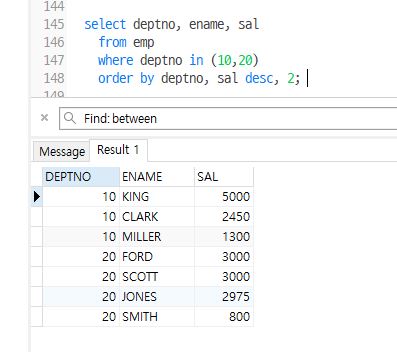 144
145 select deptno, ename, sal
146 from emp
147 where deptno in (10,20)
148 order by deptno, sal desc, 2;
149
× Find: between
Message Result 1
DEPTNO ENAME SAL
10 KING 5000
10 CLARK 2450
10 MILLER 1300
20 FORD 3000
20 SCOTT 3000
20 JONES 2975
20 SMITH 800